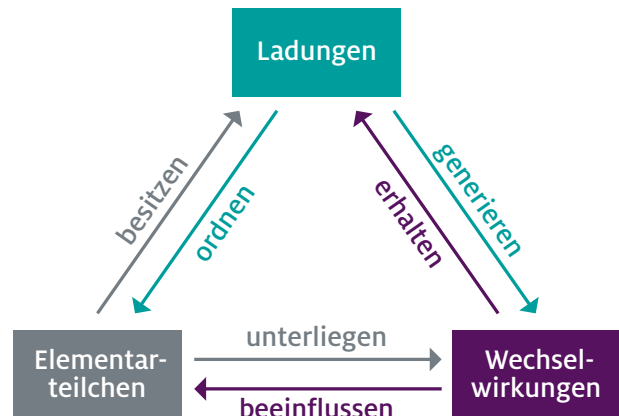 Ladungen
besitzen
ordnen
erhalten
generieren
Elementar-
teilchen
unterliegen
beeinflussen
Wechsel-
wirkungen